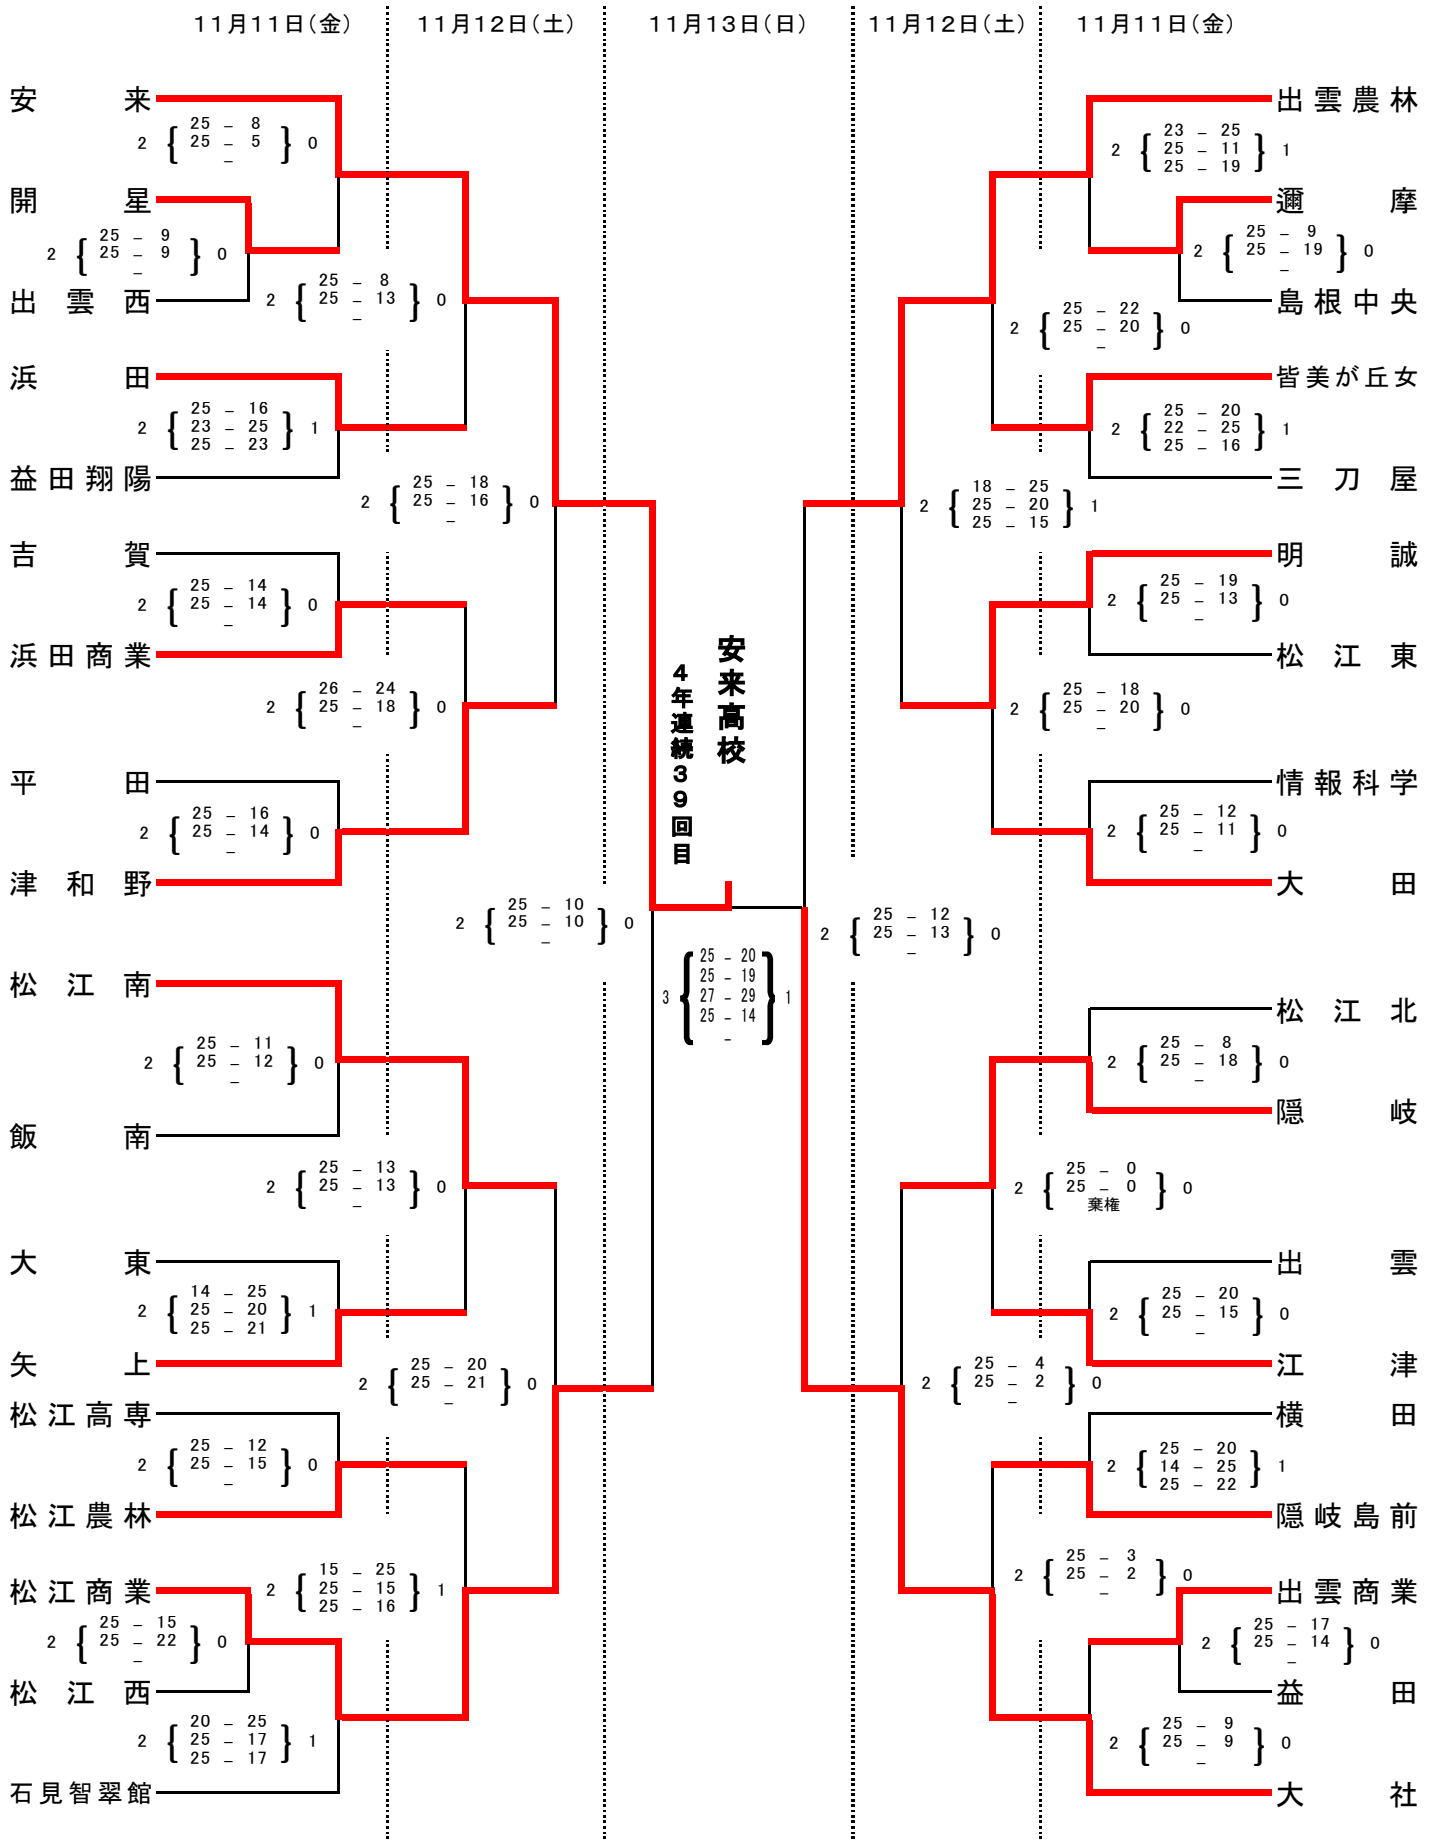 11月11日(金) 11月12日(土) 11月13日(日) 11月12日(土) 11月11日(金)
安来
2 { 25 – 8 } 0
25 – 5
–
開星
2 { 25 – 9 } 0
25 – 9
–
出雲西
2 { 25 – 8 } 0
25 – 13
–
浜田
2 { 25 – 16 } 1
23 – 25
25 – 23
益田翔陽
2 { 25 – 18 } 0
25 – 16
–
吉賀
2 { 25 – 14 } 0
25 – 14
–
浜田商業
2 { 26 – 24 } 0
25 – 18
–
平田
2 { 25 – 16 } 0
25 – 14
–
津和野
2 { 25 – 10 } 0
25 – 10
–
松江南
2 { 25 – 11 } 0
25 – 12
–
飯南
2 { 25 – 13 } 0
25 – 13
–
大東
2 { 14 – 25 } 1
25 – 20
25 – 21
矢上
2 { 25 – 20 } 0
25 – 21
–
松江高専
2 { 25 – 12 } 0
25 – 15
–
松江農林
2 { 15 – 25 } 1
25 – 15
25 – 16
松江商業
2 { 25 – 15 } 0
25 – 22
–
松江西
2 { 20 – 25 } 1
25 – 17
25 – 17
石見智翠館
安来高校
4年連続39回目
3 { 25 – 20 } 1
25 – 19
27 – 29
25 – 14
–
出雲農林
2 { 23 – 25 } 1
25 – 11
25 – 19
邇摩
2 { 25 – 9 } 0
25 – 19
–
島根中央
2 { 25 – 22 } 0
25 – 20
–
皆美が丘女
2 { 25 – 20 } 1
22 – 25
25 – 16
三刀屋
2 { 18 – 25 } 1
25 – 20
25 – 15
明誠
2 { 25 – 19 } 0
25 – 13
–
松江東
2 { 25 – 18 } 0
25 – 20
–
情報科学
2 { 25 – 12 } 0
25 – 11
–
大田
2 { 25 – 12 } 0
25 – 13
–
松江北
2 { 25 – 8 } 0
25 – 18
–
隠岐
2 { 25 – 0 } 0
25 – 0
棄権
出雲
2 { 25 – 20 } 0
25 – 15
–
江津
2 { 25 – 4 } 0
25 – 2
–
横田
2 { 25 – 20 } 1
14 – 25
25 – 22
隠岐島前
2 { 25 – 3 } 0
25 – 2
–
出雲商業
2 { 25 – 17 } 0
25 – 14
–
益田
2 { 25 – 9 } 0
25 – 9
–
大社